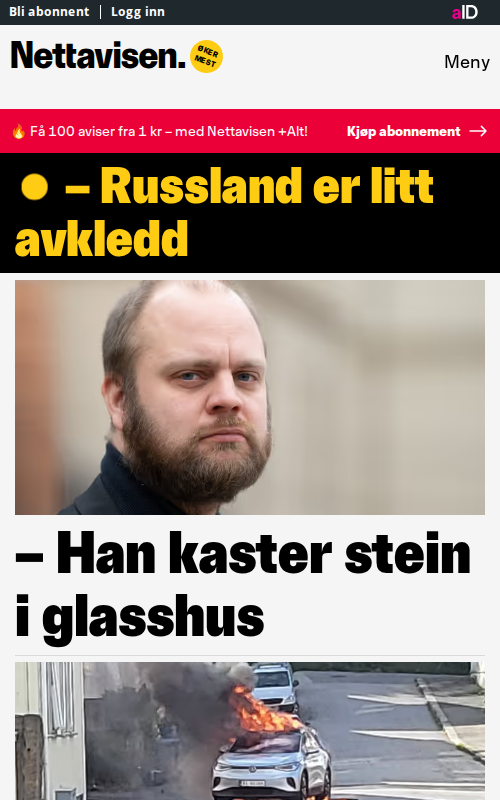 Bli abonnent | Logg inn
aID
Nettavisen.
ØKER
MEST
Meny
🔥 Få 100 aviser fra 1 kr – med Nettavisen +Alt!
Kjøp abonnement →
– Russland er litt
avkledd
– Han kaster stein
i glasshus